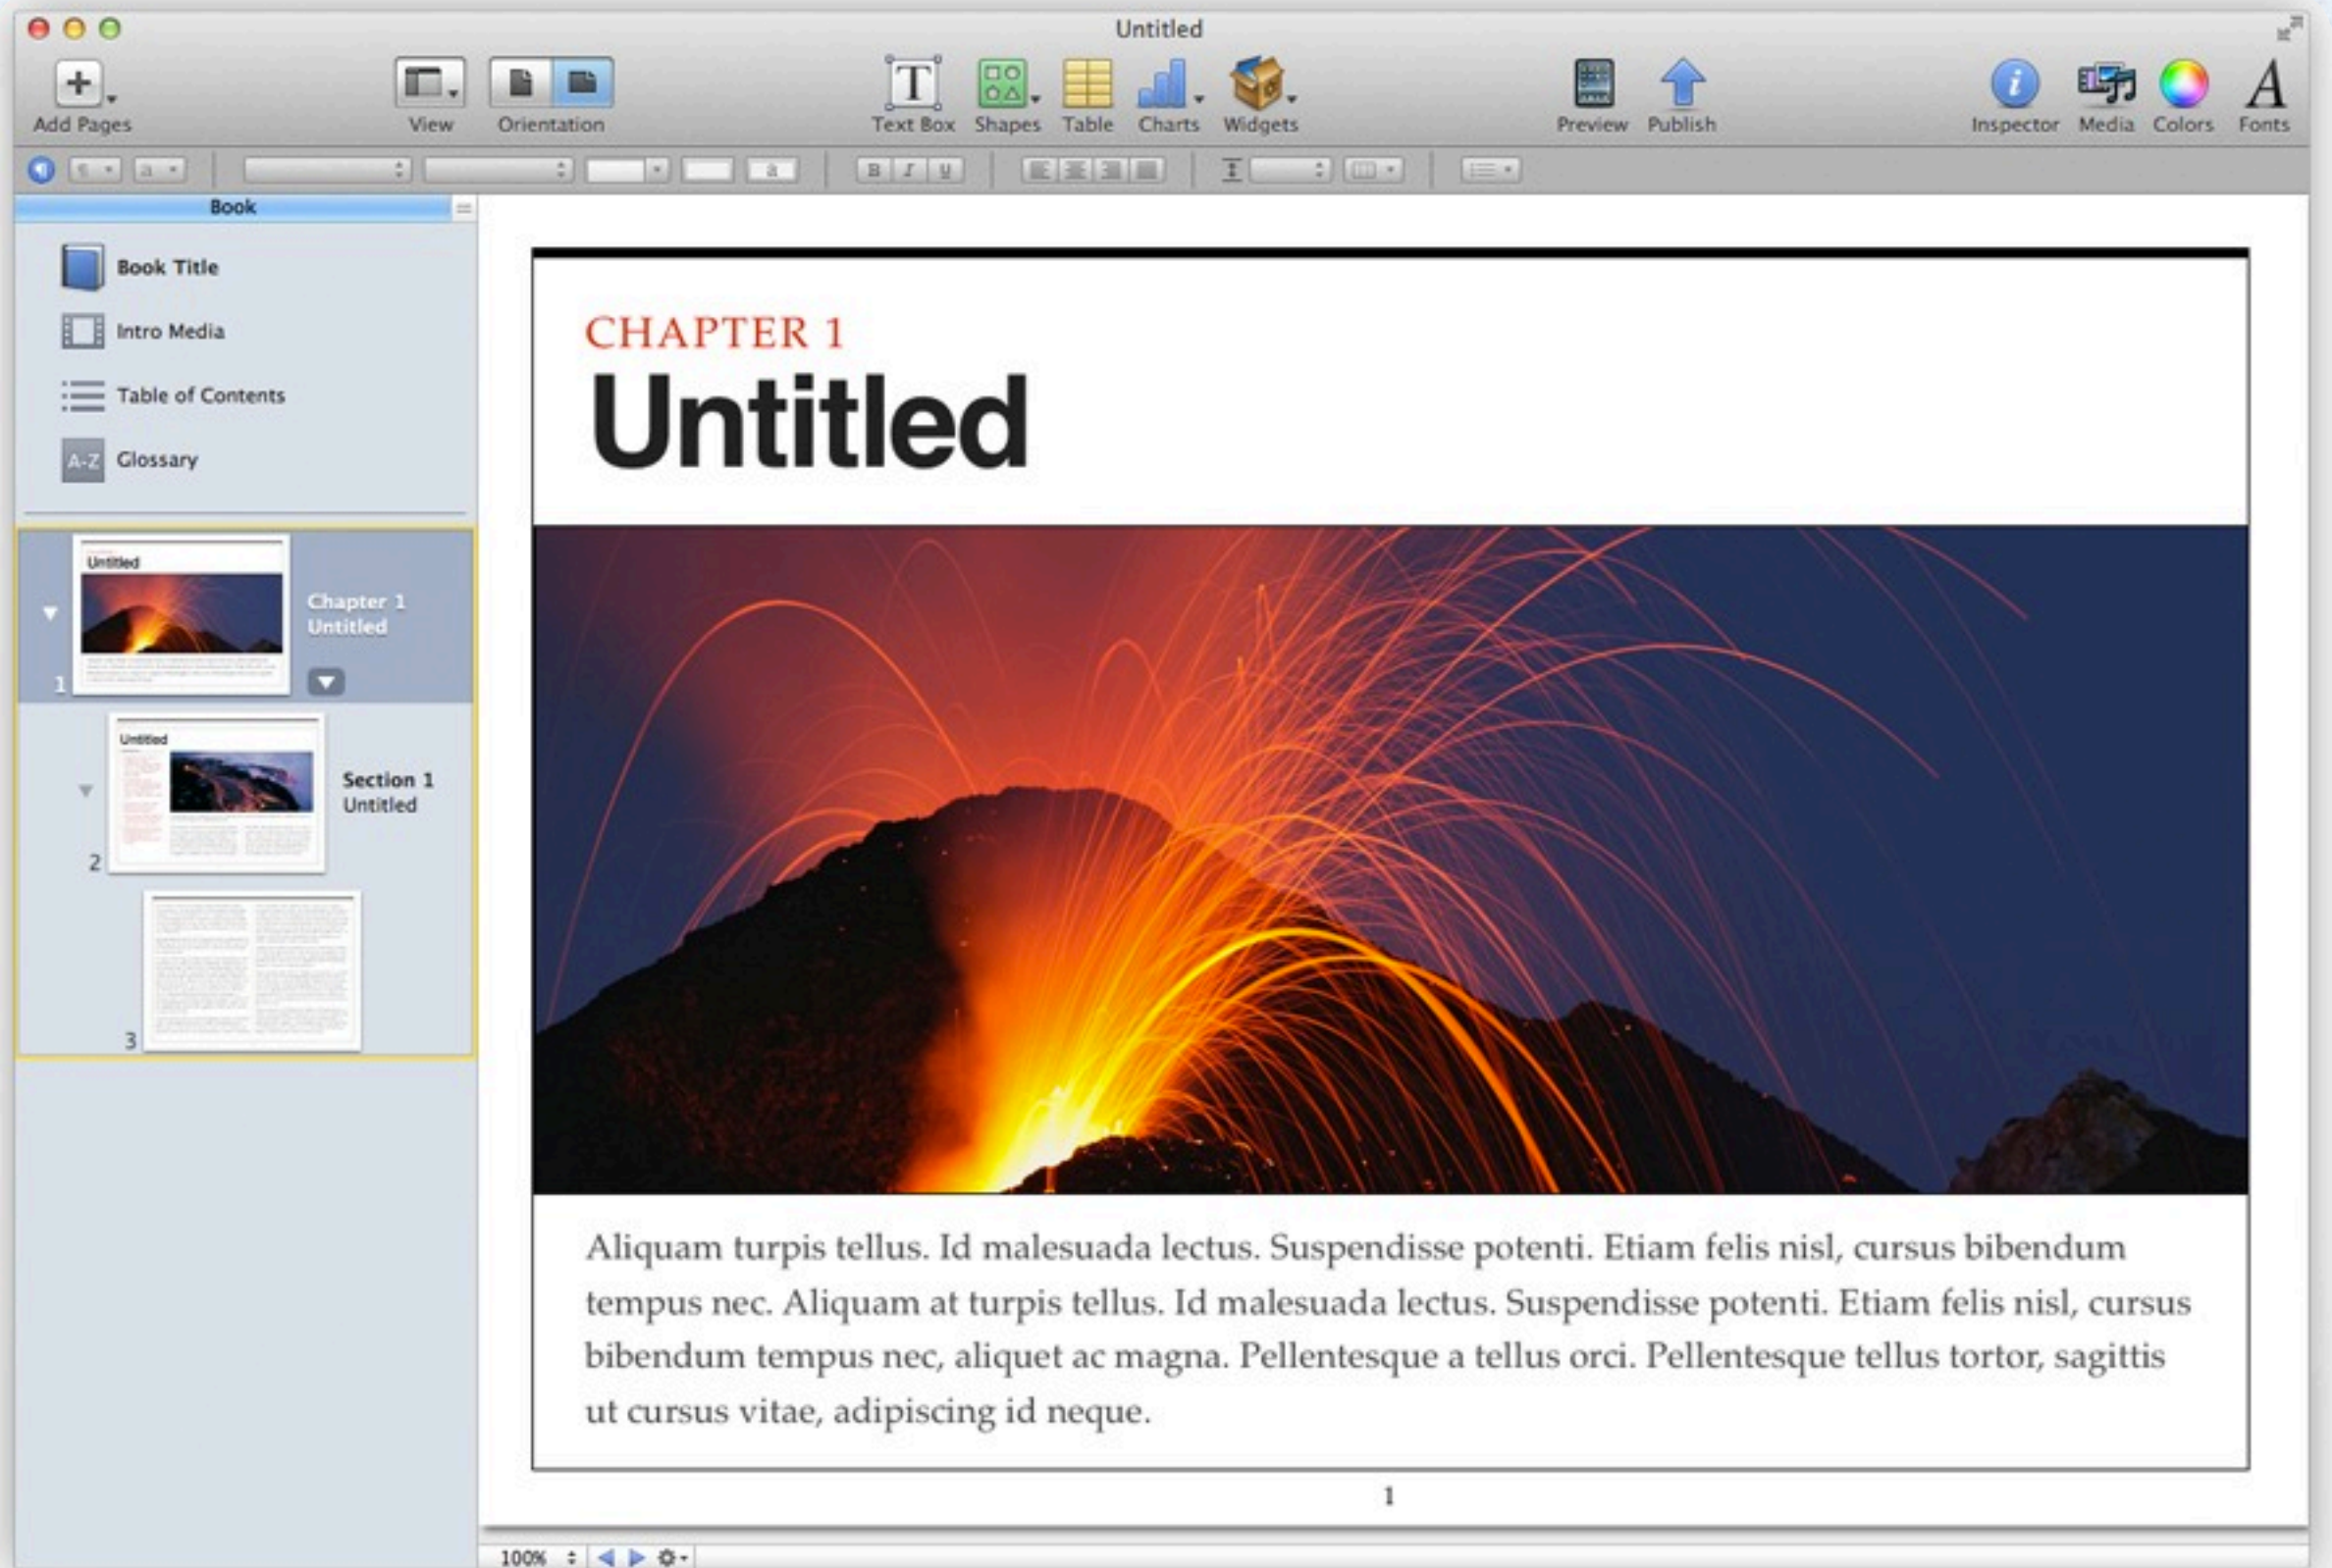 Untitled
Add Pages
View
Orientation
Text Box
Shapes
Table
Charts
Widgets
Preview
Publish
Inspector
Media
Colors
Fonts
a
a
B I U
Book
Book Title
Intro Media
Table of Contents
A-Z Glossary
Untitled
Chapter 1
Untitled
1
Untitled
Section 1
Untitled
2
3
CHAPTER 1
Untitled
Aliquam turpis tellus. Id malesuada lectus. Suspendisse potenti. Etiam felis nisl, cursus bibendum
tempus nec. Aliquam at turpis tellus. Id malesuada lectus. Suspendisse potenti. Etiam felis nisl, cursus
bibendum tempus nec, aliquet ac magna. Pellentesque a tellus orci. Pellentesque tellus tortor, sagittis
ut cursus vitae, adipiscing id neque.
1
100%